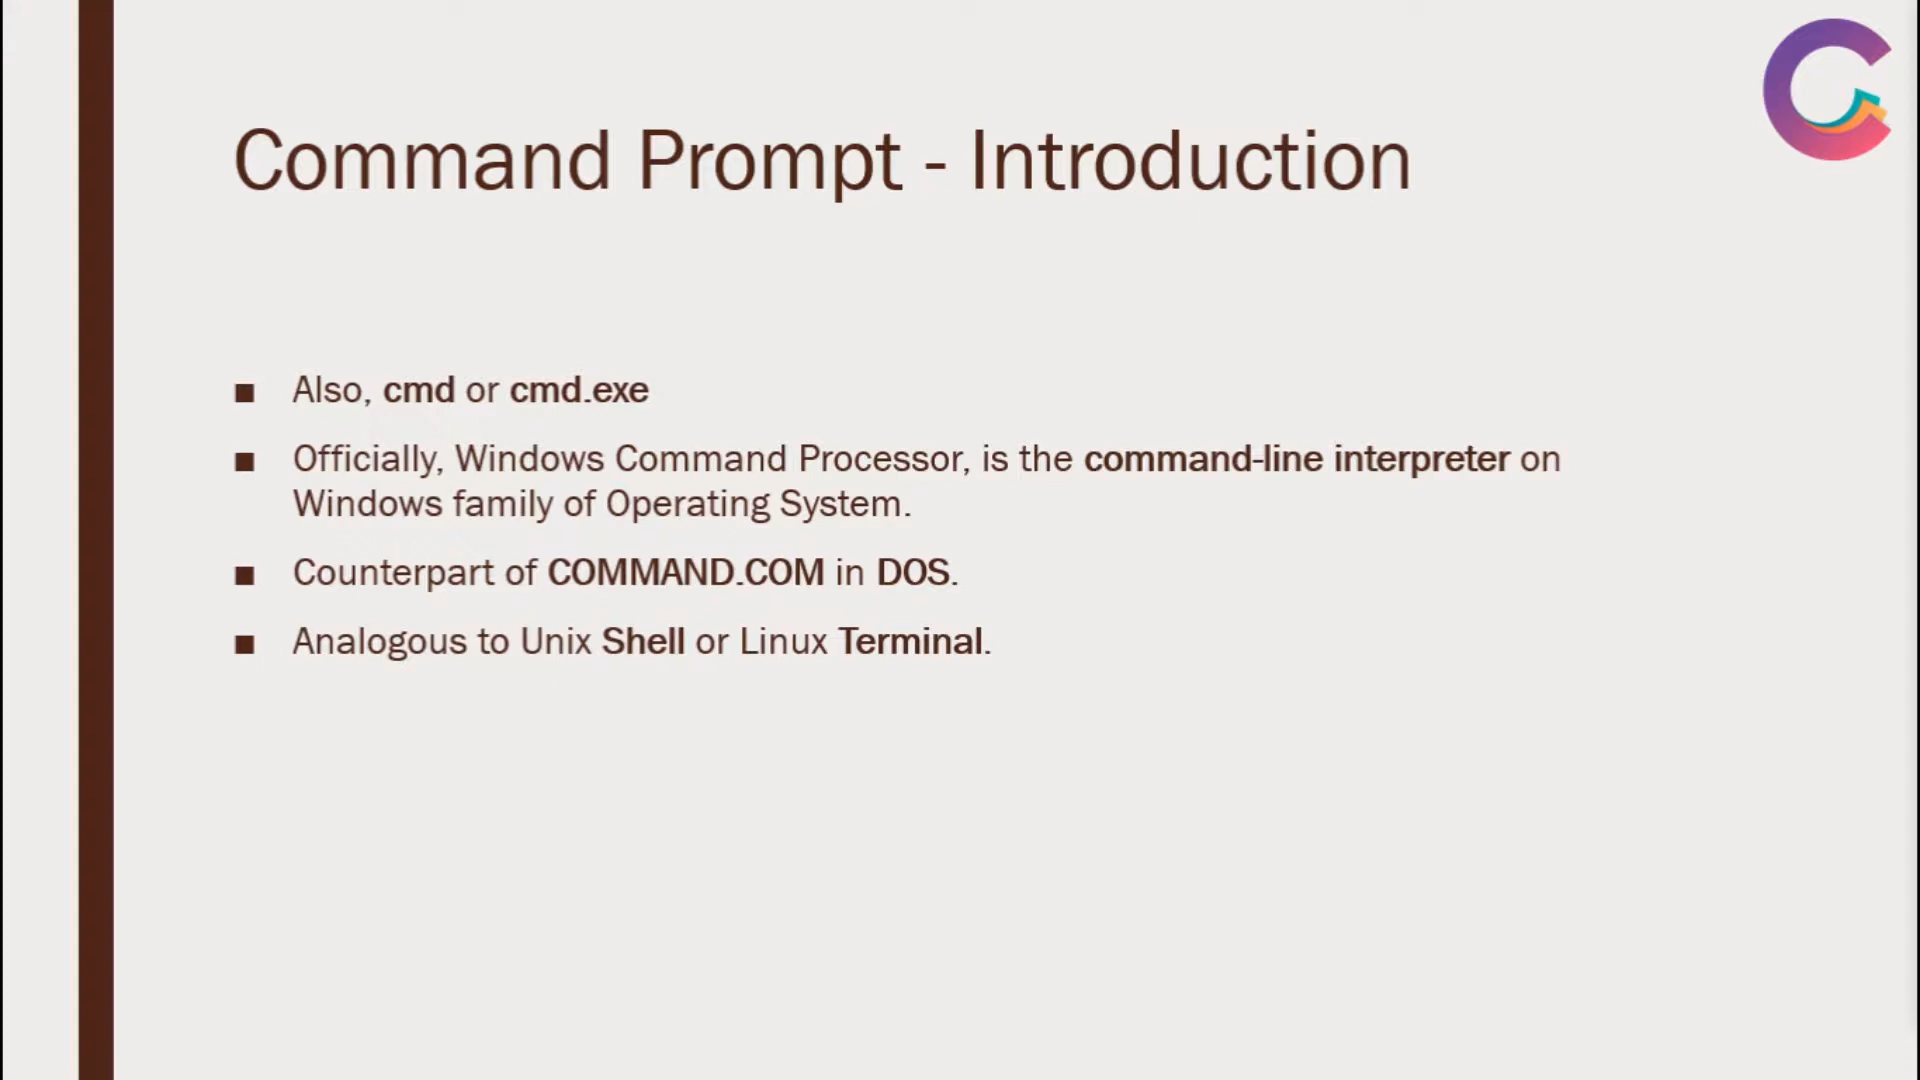 Command Prompt - Introduction
■ Also, cmd or cmd.exe
■ Officially, Windows Command Processor, is the command-line interpreter on
Windows family of Operating System.
■ Counterpart of COMMAND.COM in DOS.
■ Analogous to Unix Shell or Linux Terminal.